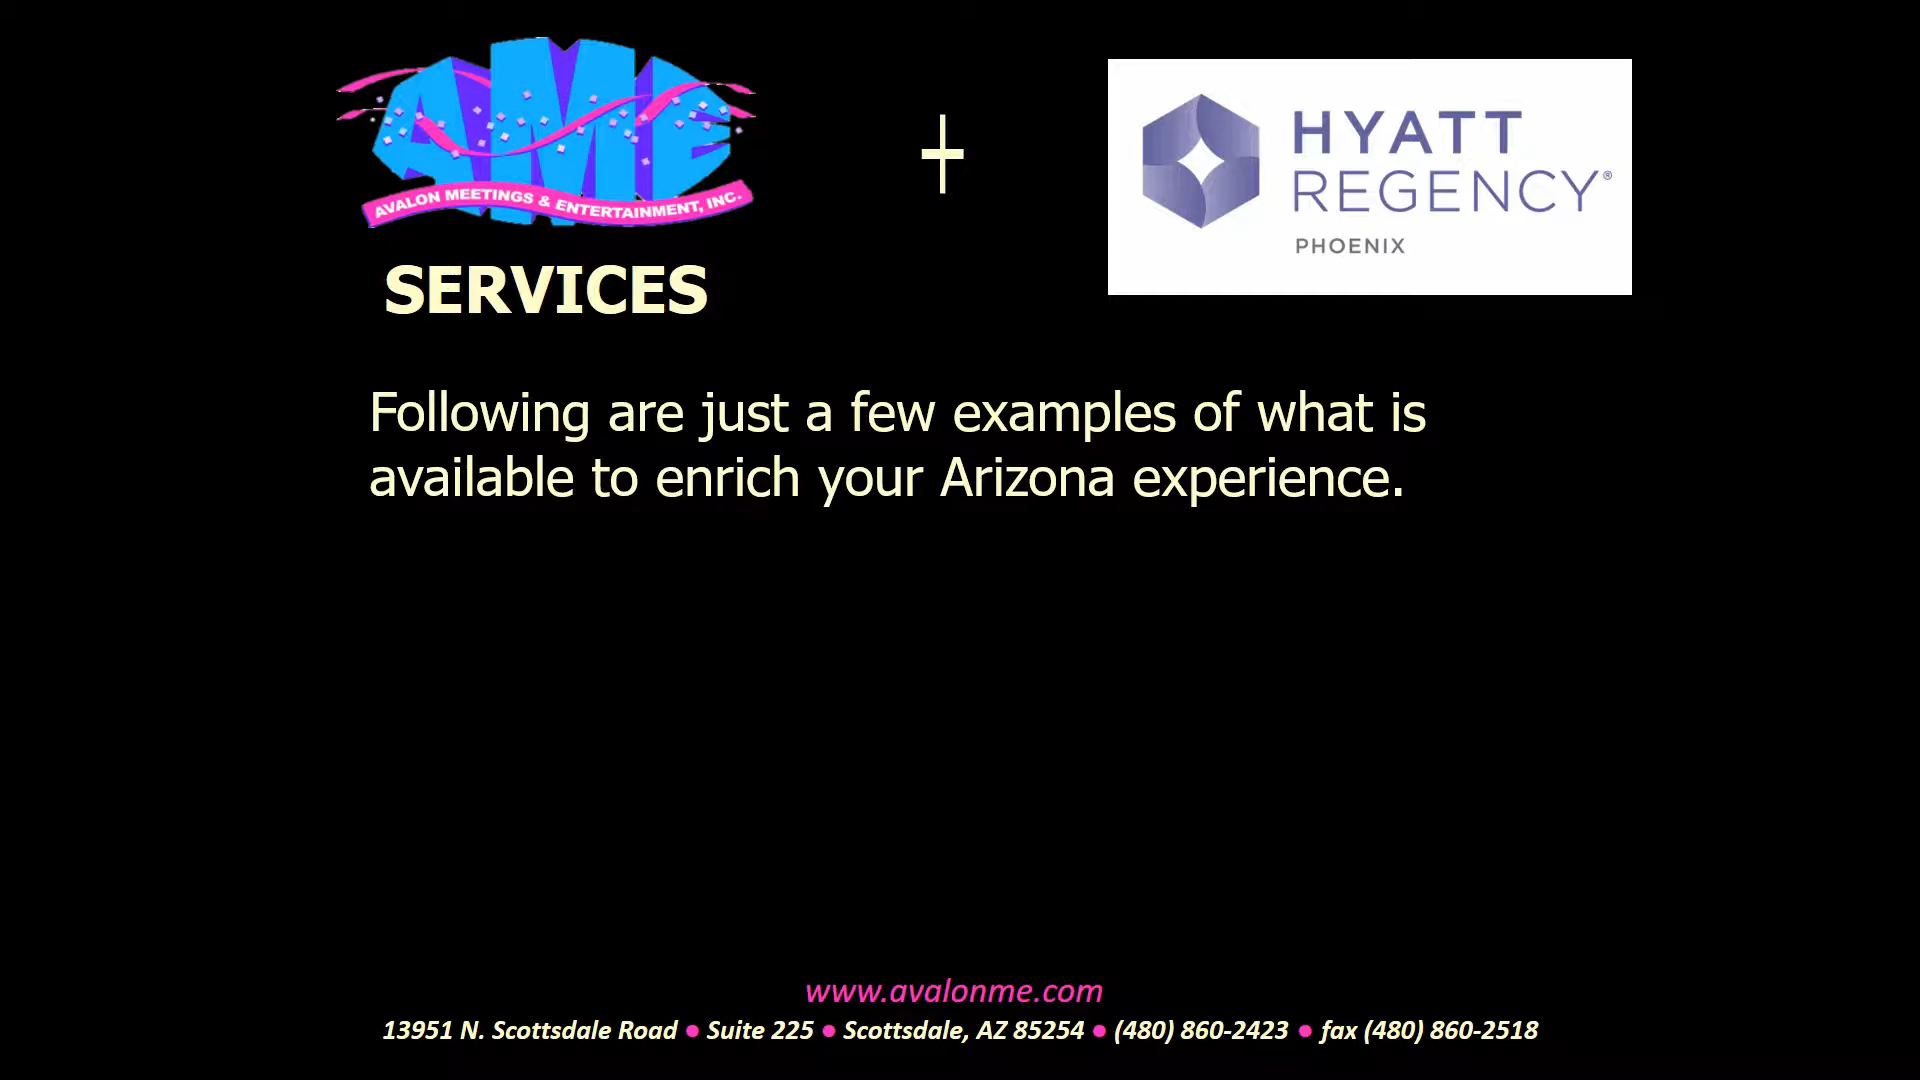 AME
AVALON MEETINGS & ENTERTAINMENT, INC.
+
HYATT
REGENCY®
PHOENIX
SERVICES
Following are just a few examples of what is
available to enrich your Arizona experience.
www.avalonme.com
13951 N. Scottsdale Road ● Suite 225 ● Scottsdale, AZ 85254 ● (480) 860-2423 ● fax (480) 860-2518